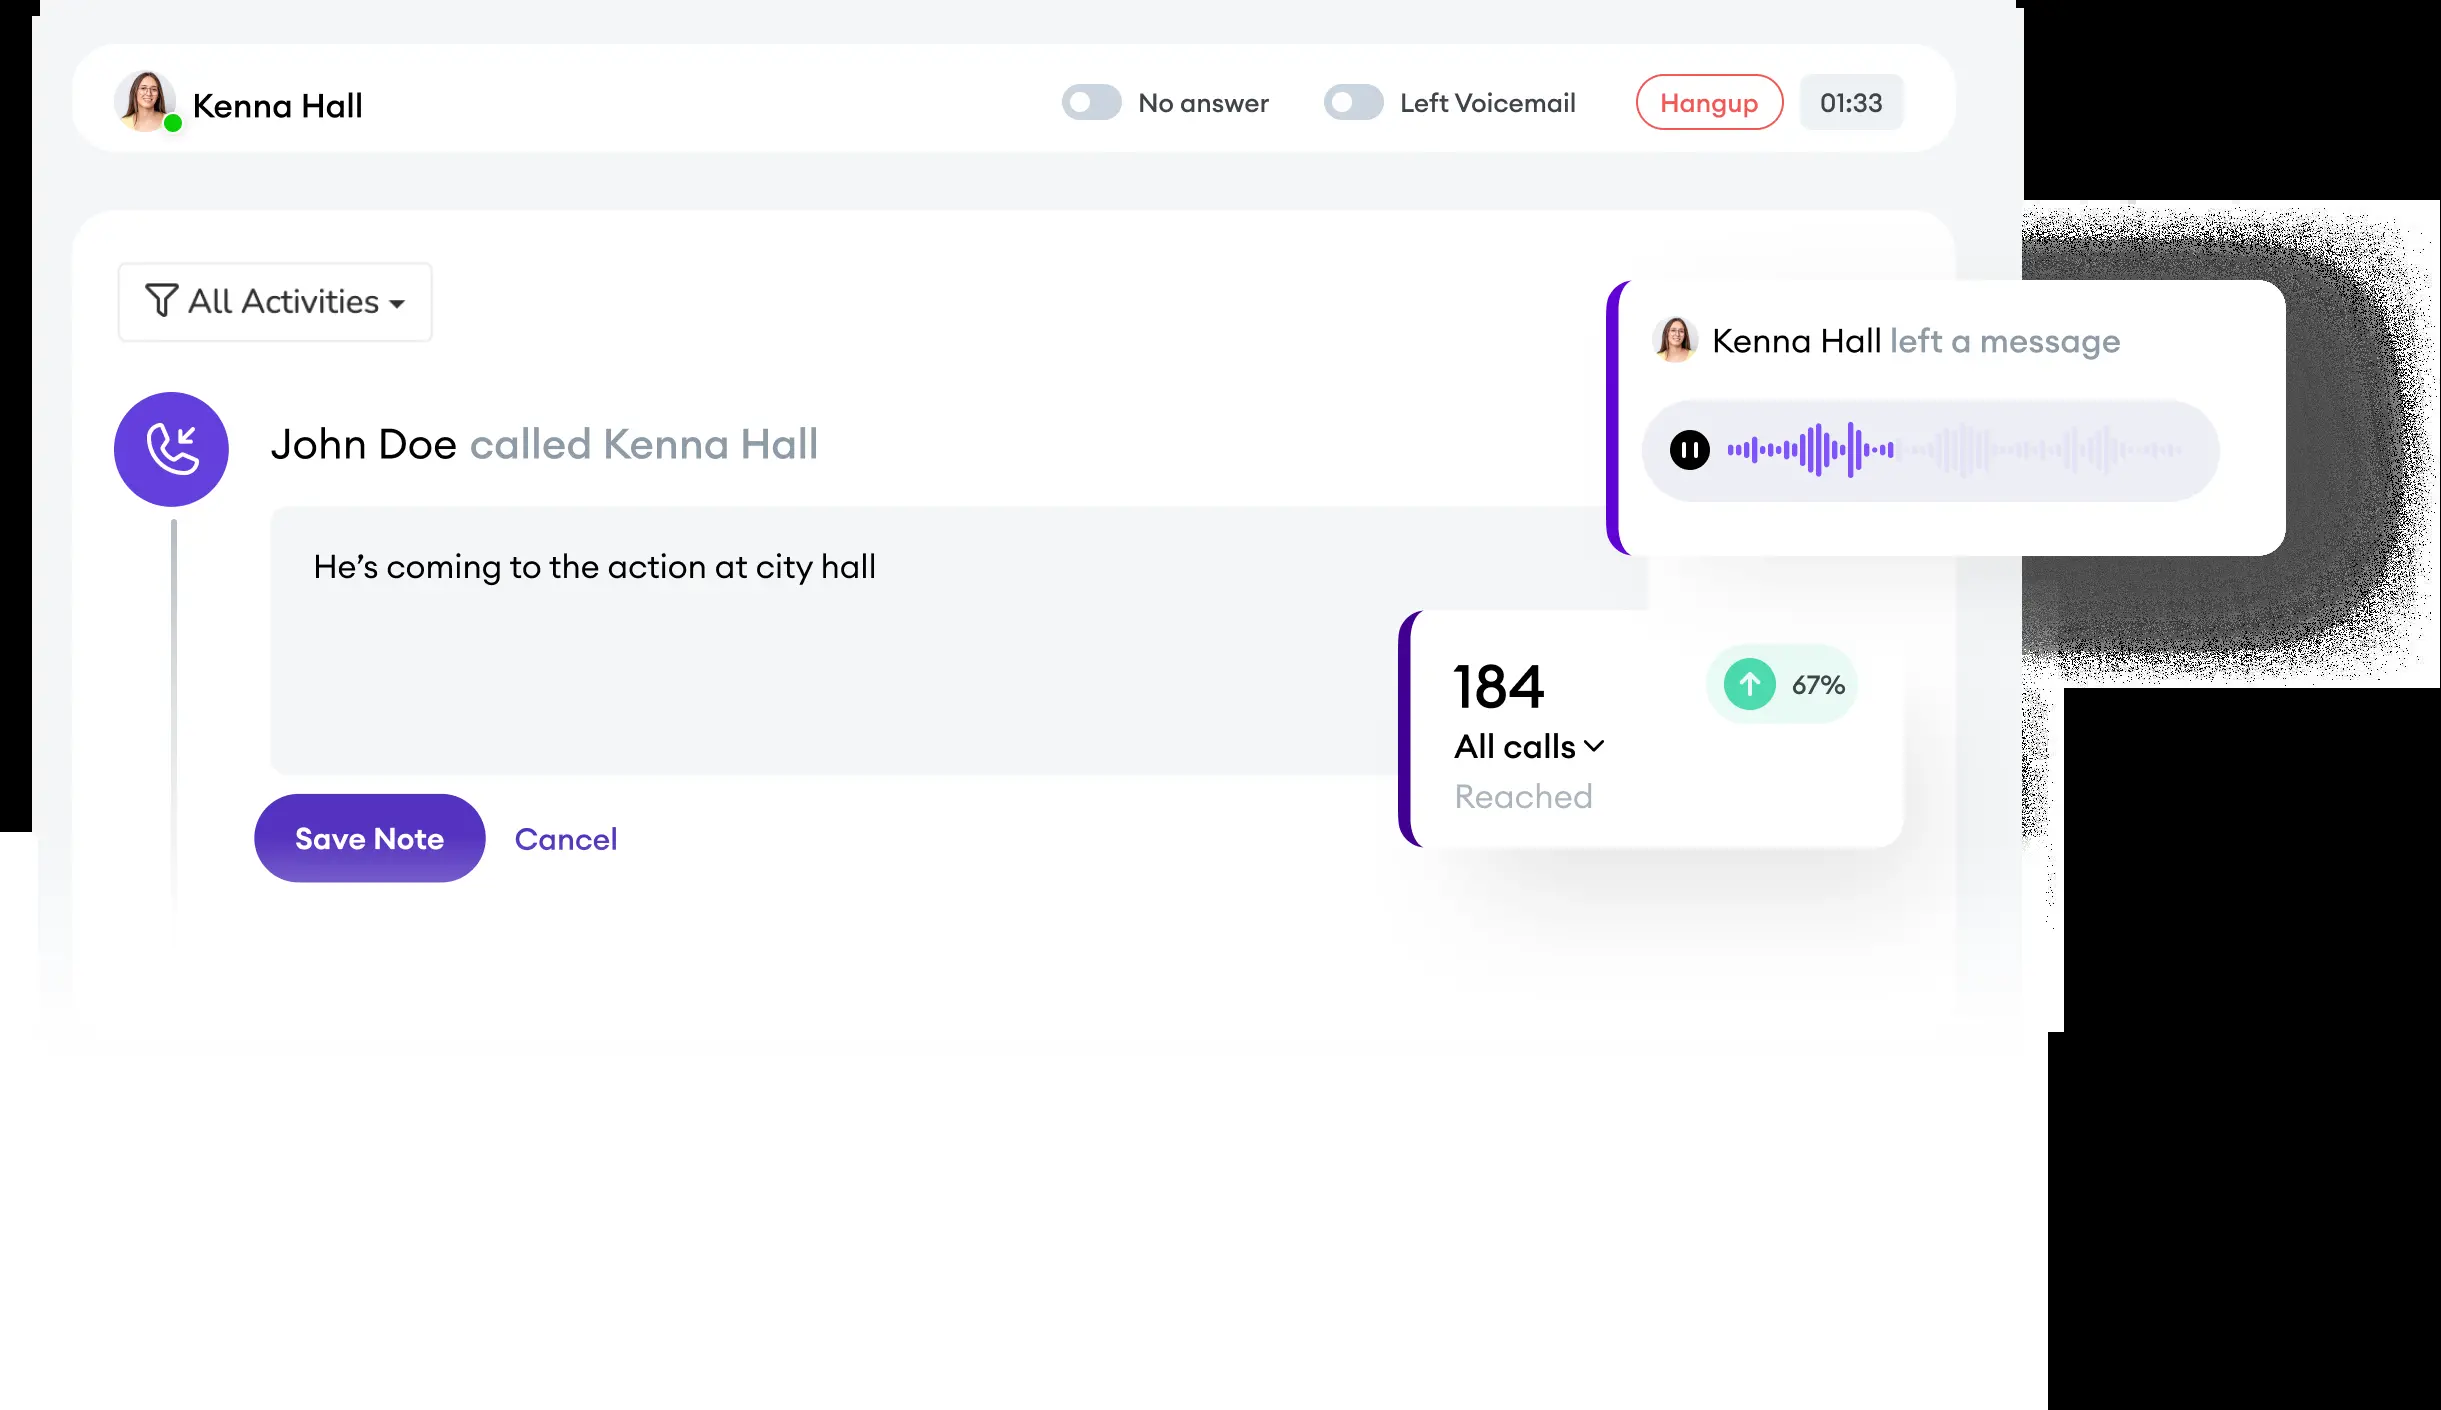 Kenna Hall
No answer
Left Voicemail
Hangup
01:33
All Activities
Kenna Hall left a message
John Doe called Kenna Hall
He’s coming to the action at city hall
184
67%
All calls
Reached
Save Note
Cancel